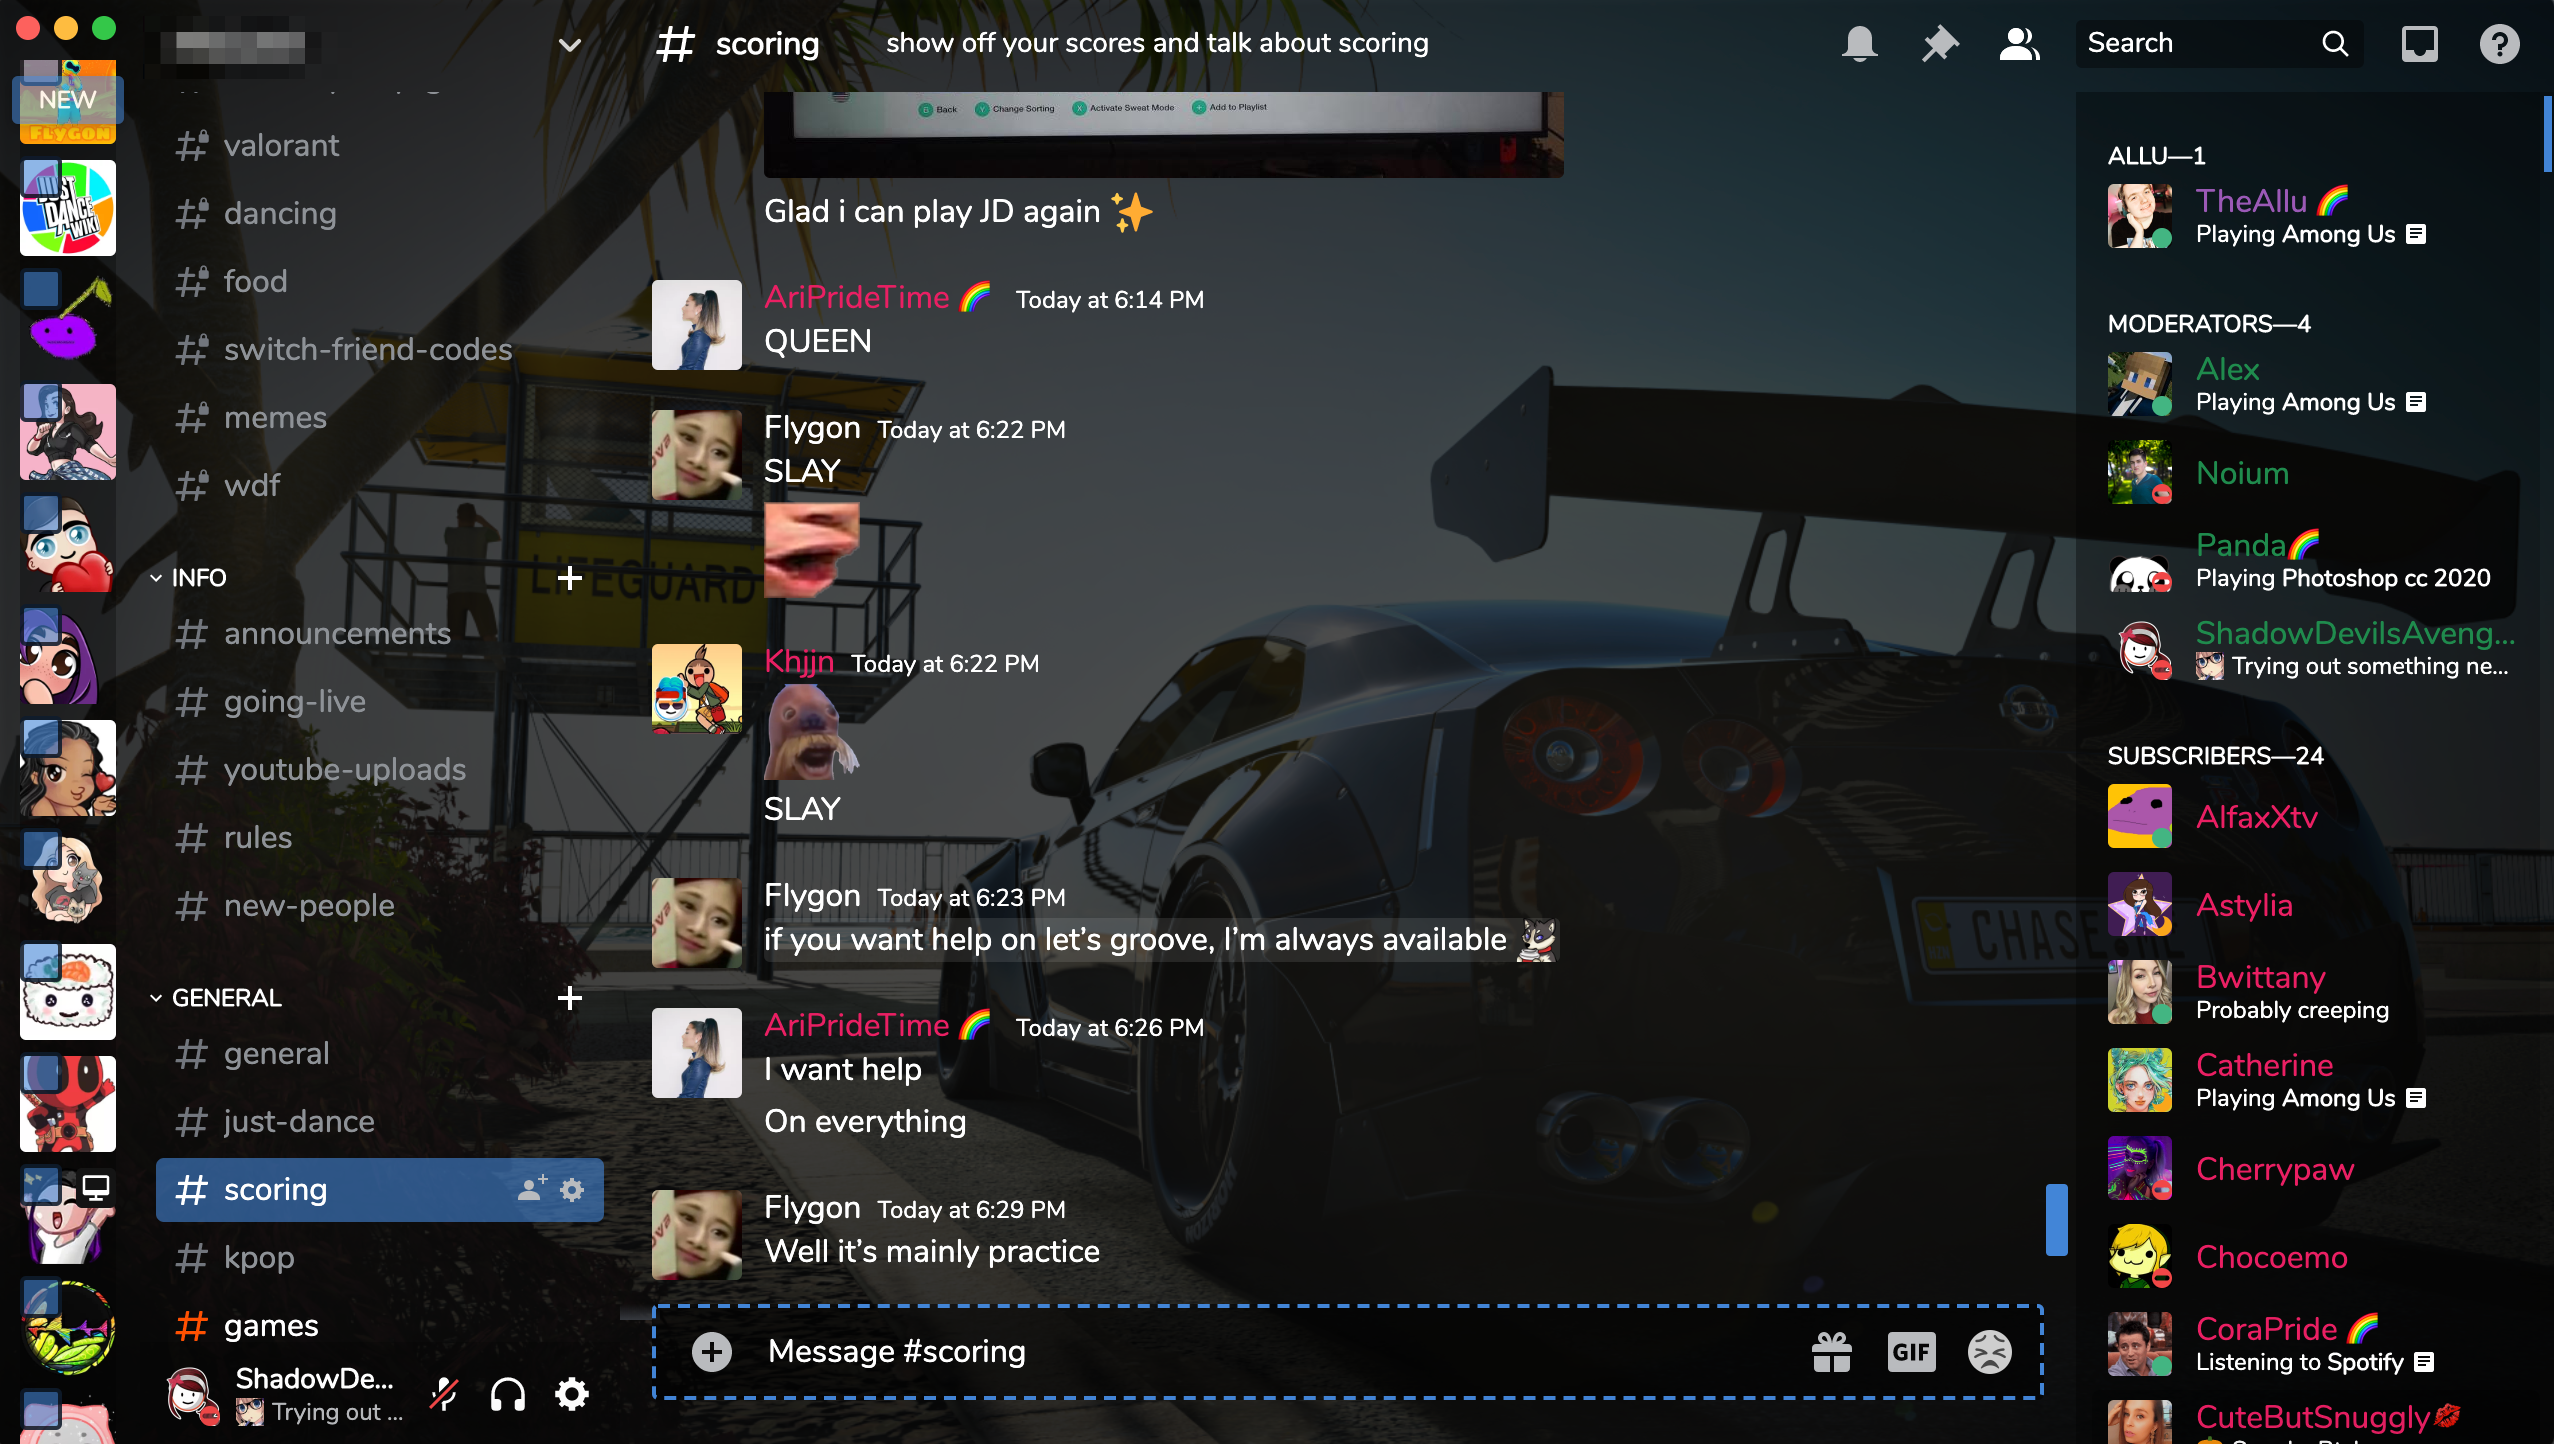 NEW
FLYGON
JUST
DANCE
WIKI
valorant
dancing
food
switch-friend-codes
memes
wdf
INFO
announcements
going-live
youtube-uploads
rules
new-people
GENERAL
general
just-dance
scoring
kpop
games
ShadowDe...
Trying out ...
scoring
show off your scores and talk about scoring
Search
B Back Y Change Sorting X Activate Sweat Mode + Add to Playlist
Glad i can play JD again ✨
AriPrideTime 🌈 Today at 6:14 PM
QUEEN
Flygon Today at 6:22 PM
SLAY
Khjjn Today at 6:22 PM
SLAY
Flygon Today at 6:23 PM
if you want help on let’s groove, I’m always available
AriPrideTime 🌈 Today at 6:26 PM
I want help
On everything
Flygon Today at 6:29 PM
Well it’s mainly practice
Message #scoring
GIF
LIFEGUARD
ALLU—1
TheAllu 🌈
Playing Among Us
MODERATORS—4
Alex
Playing Among Us
Noium
Panda🌈
Playing Photoshop cc 2020
ShadowDevilsAveng...
Trying out something ne...
SUBSCRIBERS—24
AlfaxXtv
Astylia
Bwittany
Probably creeping
Catherine
Playing Among Us
Cherrypaw
Chocoemo
CoraPride 🌈
Listening to Spotify
CuteButSnuggly💋